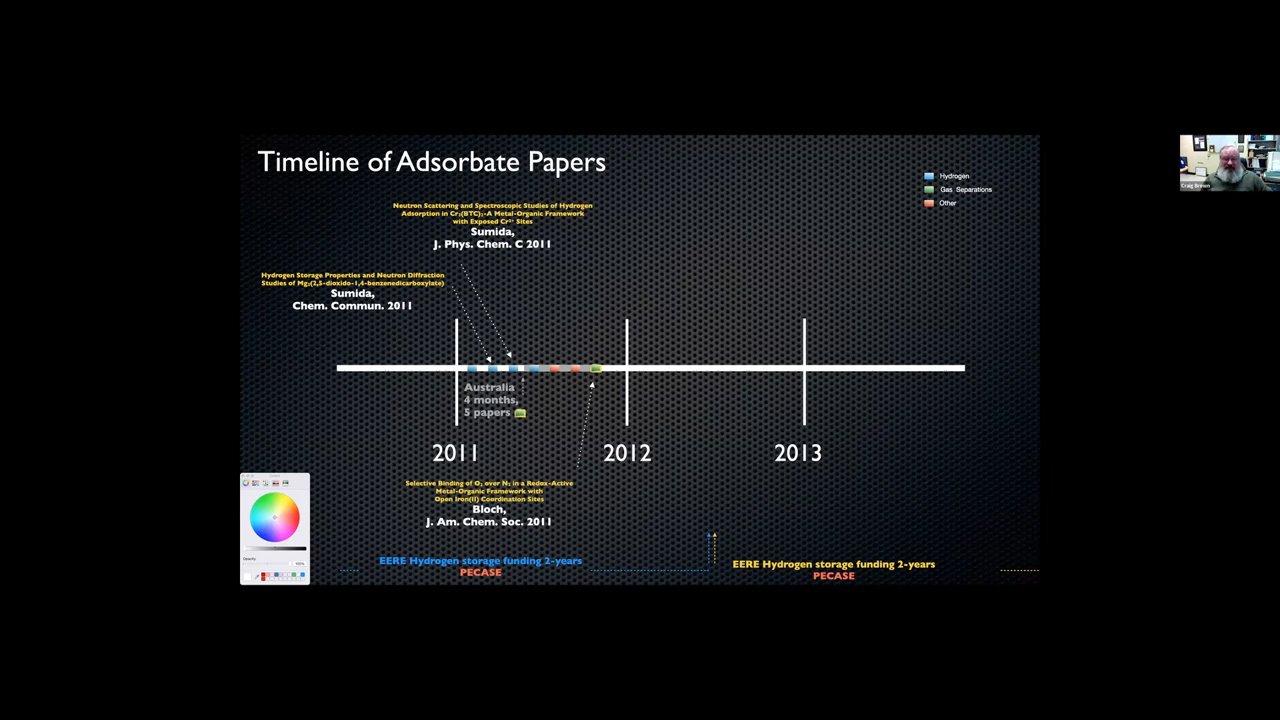 Timeline of Adsorbate Papers
Hydrogen
Gas Separations
Other
Neutron Scattering and Spectroscopic Studies of Hydrogen
Adsorption in Cr₃(BTC)₂-A Metal-Organic Framework
with Exposed Cr²⁺ Sites
Sumida,
J. Phys. Chem. C 2011
Hydrogen Storage Properties and Neutron Diffraction
Studies of Mg₂(2,5-dioxido-1,4-benzenedicarboxylate)
Sumida,
Chem. Commun. 2011
Australia
4 months,
5 papers
2011
2012
2013
Selective Binding of O₂ over N₂ in a Redox-Active
Metal-Organic Framework with
Open Iron(II) Coordination Sites
Bloch,
J. Am. Chem. Soc. 2011
EERE Hydrogen storage funding 2-years
PECASE
EERE Hydrogen storage funding 2-years
PECASE
Opacity
100%
Craig Brown